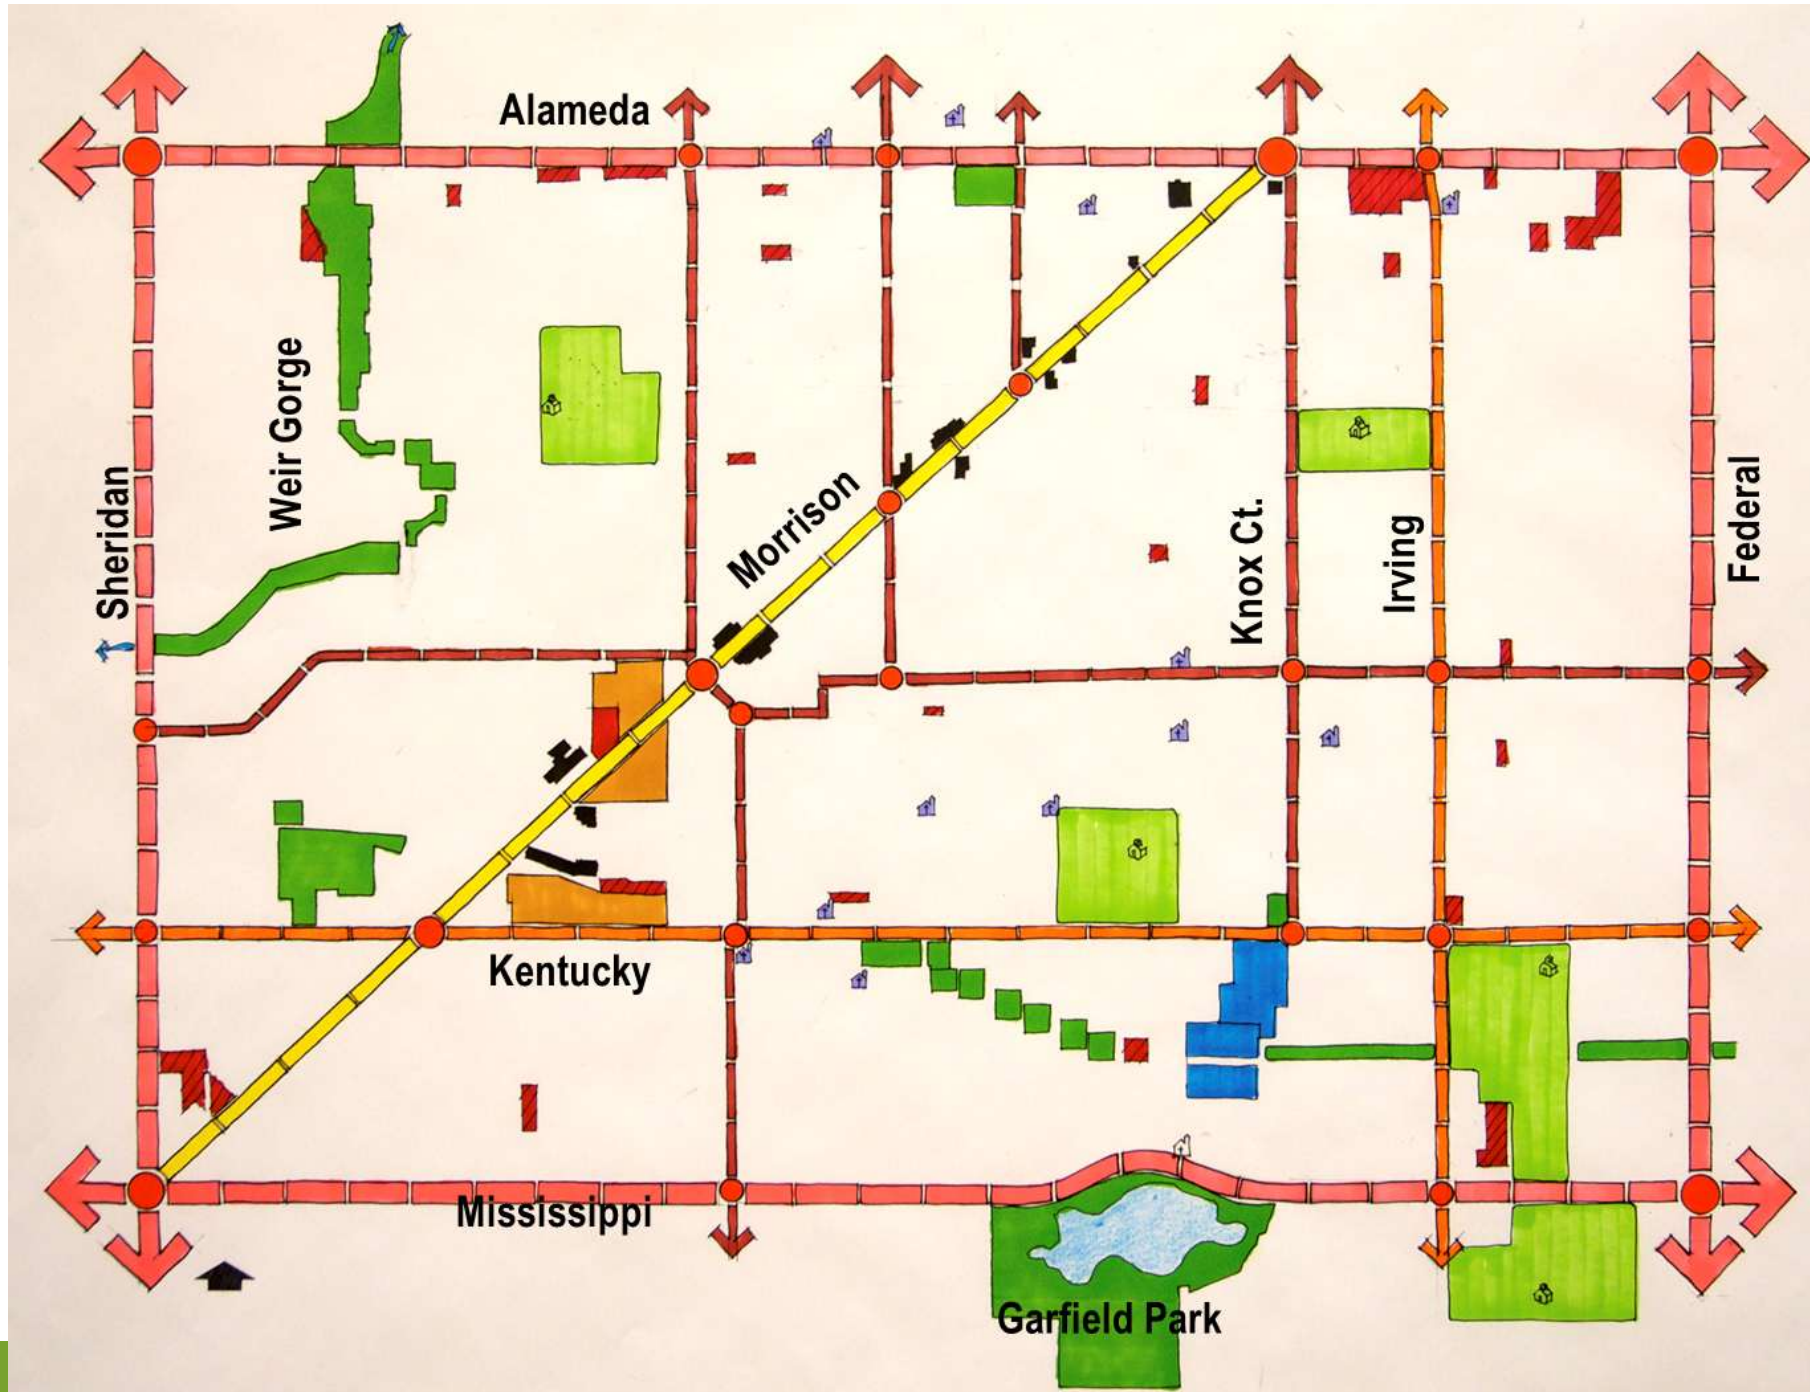 Alameda
Weir Gorge
Sheridan
Morrison
Knox Ct.
Irving
Federal
Kentucky
Mississippi
Garfield Park